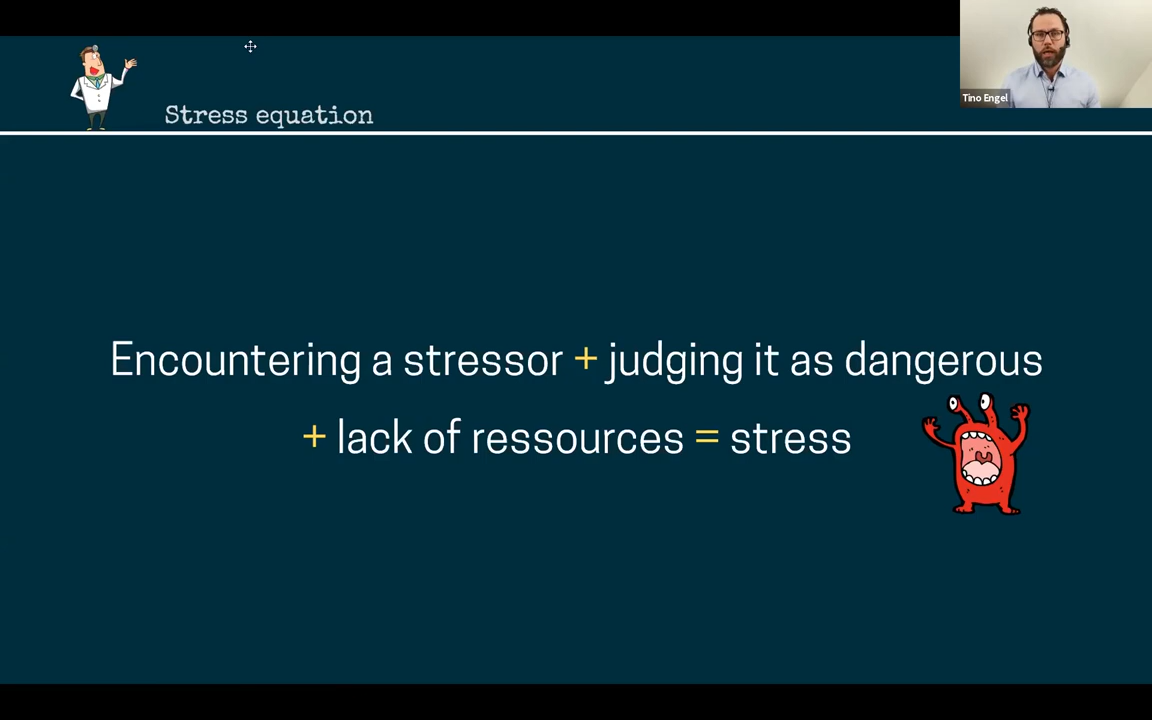 Tino Engel
Stress equation
Encountering a stressor + judging it as dangerous
+ lack of ressources = stress